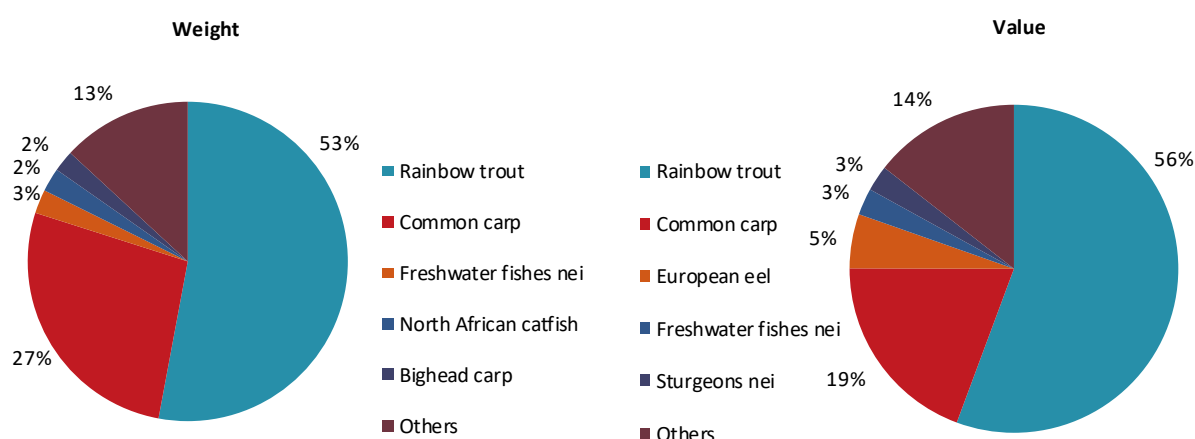 Weight
13%
2%
2%
3%
27%
53%
Rainbow trout
Common carp
Freshwater fishes nei
North African catfish
Bighead carp
Others
Value
14%
3%
3%
5%
19%
56%
Rainbow trout
Common carp
European eel
Freshwater fishes nei
Sturgeons nei
Others